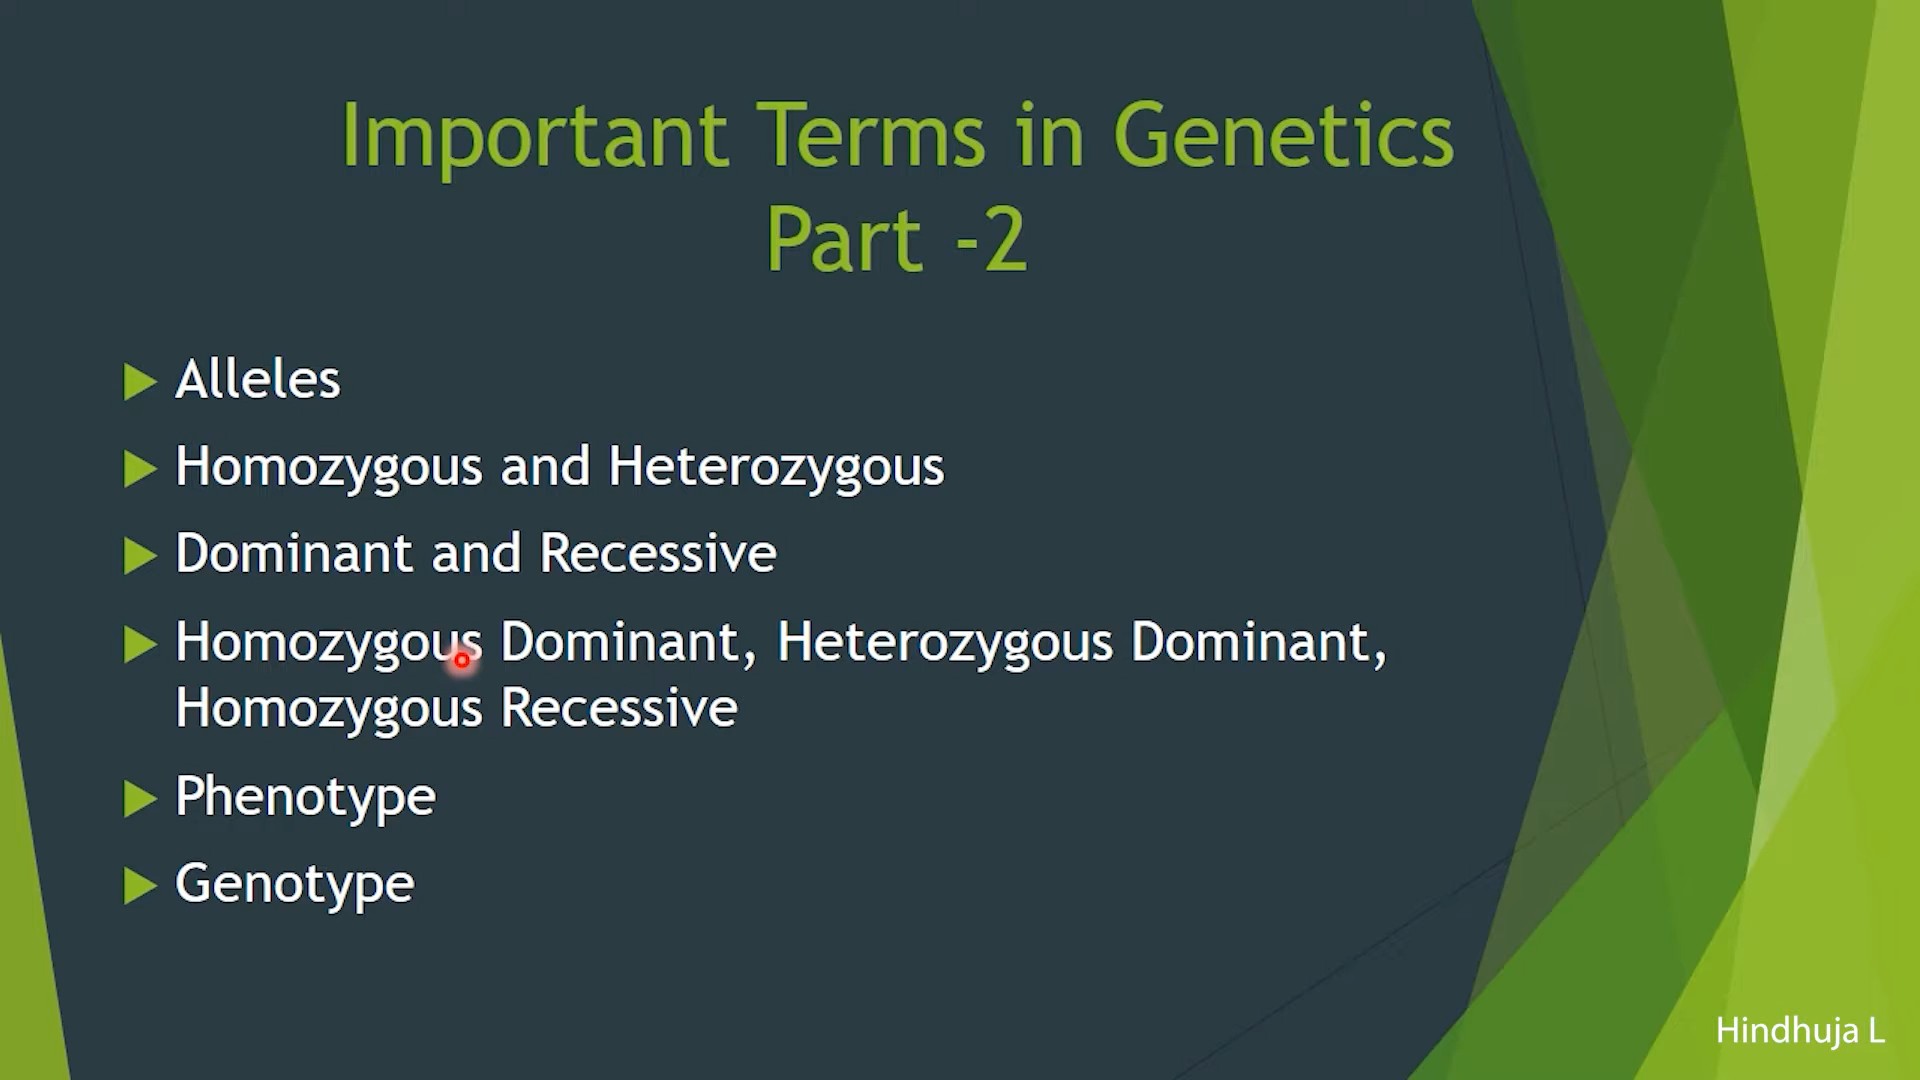 Important Terms in Genetics
Part -2
Alleles
Homozygous and Heterozygous
Dominant and Recessive
Homozygous Dominant, Heterozygous Dominant,
Homozygous Recessive
Phenotype
Genotype
Hindhuja L